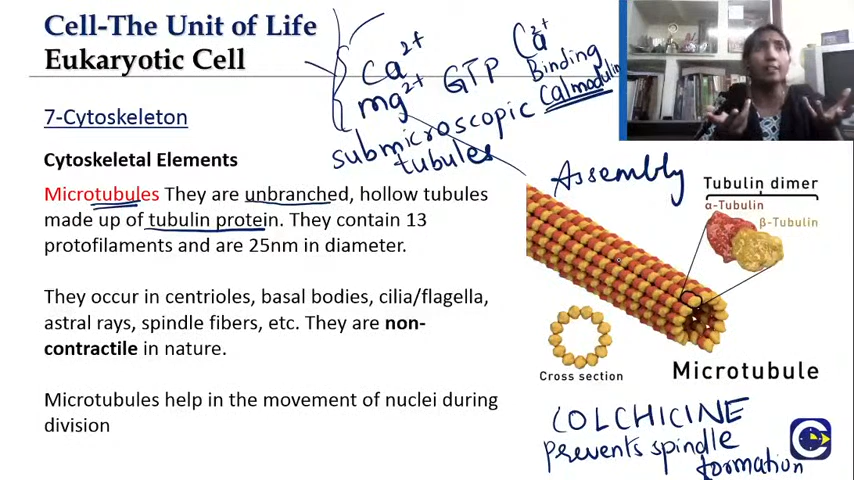 Cell-The Unit of Life
Eukaryotic Cell
7-Cytoskeleton
Cytoskeletal Elements
Microtubules They are unbranched, hollow tubules
made up of tubulin protein. They contain 13
protofilaments and are 25nm in diameter.
They occur in centrioles, basal bodies, cilia/flagella,
astral rays, spindle fibers, etc. They are non-
contractile in nature.
Microtubules help in the movement of nuclei during
division
Ca2+
mg2+
GTP
Ca2+
Binding
Calmodulin
submicroscopic
tubules
Assembly
Tubulin dimer
α-Tubulin
β-Tubulin
Cross section
Microtubule
COLCHICINE
prevents spindle
formation